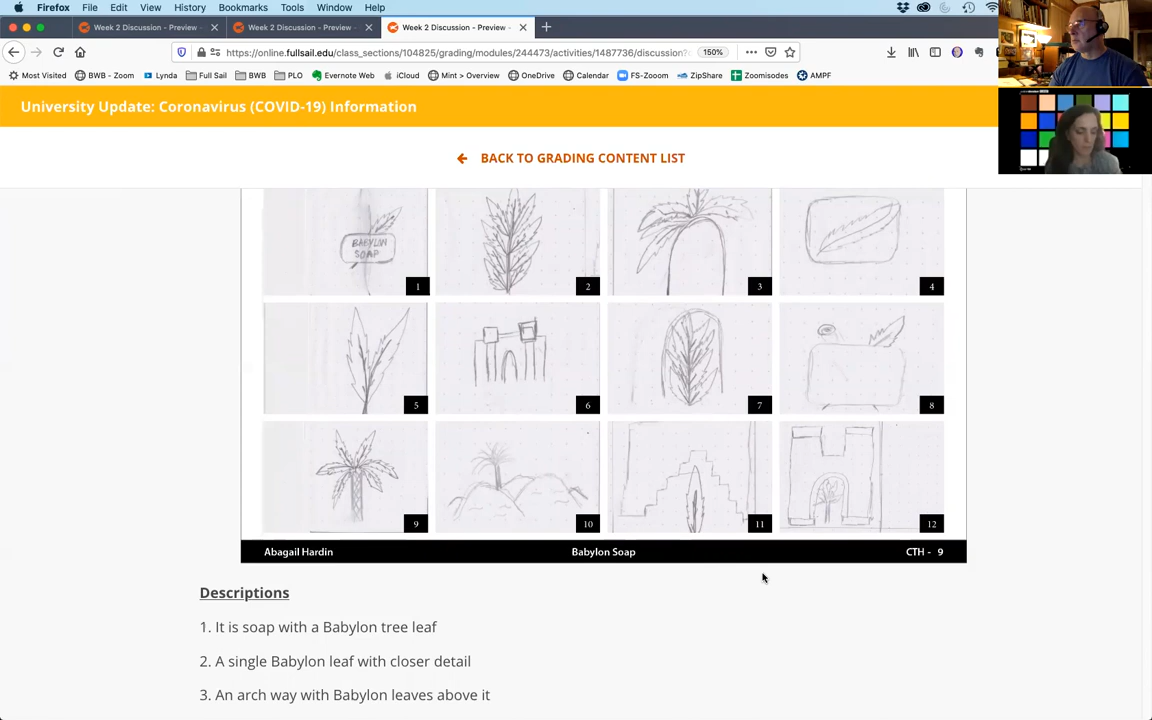 Firefox File Edit View History Bookmarks Tools Window Help
Week 2 Discussion - Preview - Week 2 Discussion - Preview - Week 2 Discussion - Preview -
https://online.fullsail.edu/class_sections/104825/grading/modules/244473/activities/1487736/discussion? 150%
Most Visited BWB - Zoom Lynda Full Sail BWB PLO Evernote Web iCloud Mint > Overview OneDrive Calendar FS-Zooom ZipShare Zoomisodes AMPF
University Update: Coronavirus (COVID-19) Information
BACK TO GRADING CONTENT LIST
BABYLON
SOAP
1 2 3 4
5 6 7 8
9 10 11 12
Abagail Hardin Babylon Soap CTH - 9
Descriptions
1. It is soap with a Babylon tree leaf
2. A single Babylon leaf with closer detail
3. An arch way with Babylon leaves above it